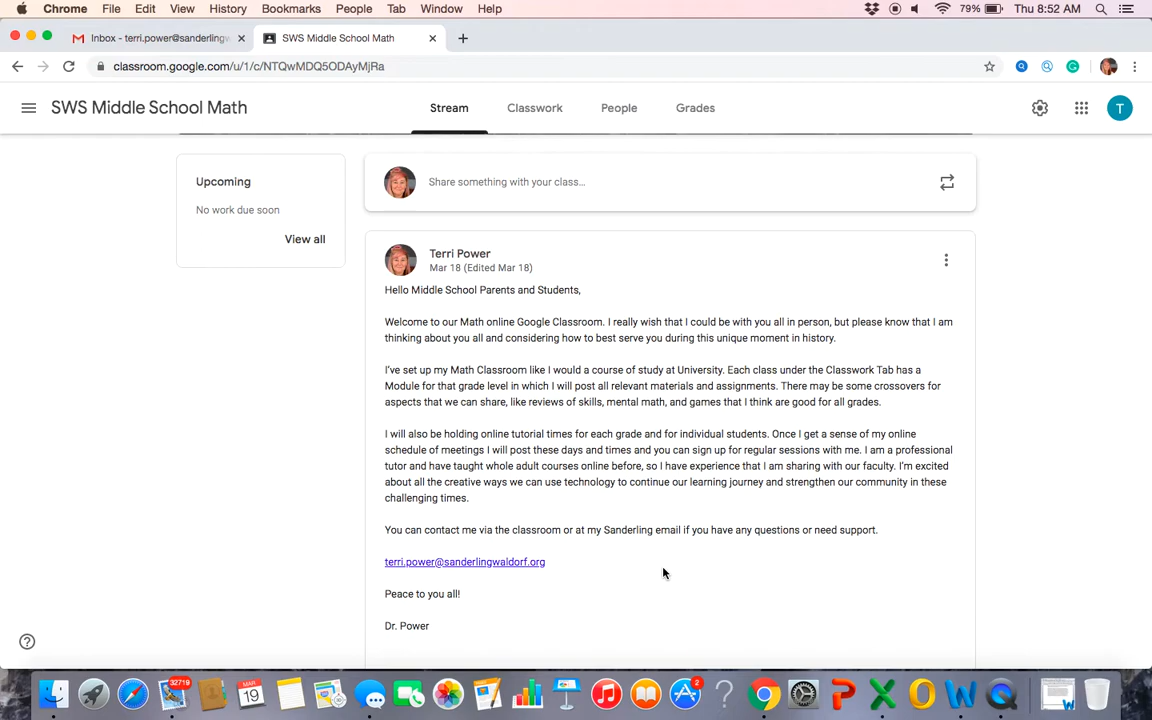 Chrome File Edit View History Bookmarks People Tab Window Help 79% Thu 8:52 AM
Inbox - terri.power@sanderlingw SWS Middle School Math
classroom.google.com/u/1/c/NTQwMDQ5ODAyMjRa
SWS Middle School Math Stream Classwork People Grades T
Upcoming
No work due soon
View all
Share something with your class...
Terri Power
Mar 18 (Edited Mar 18)
Hello Middle School Parents and Students,
Welcome to our Math online Google Classroom. I really wish that I could be with you all in person, but please know that I am
thinking about you all and considering how to best serve you during this unique moment in history.
I've set up my Math Classroom like I would a course of study at University. Each class under the Classwork Tab has a
Module for that grade level in which I will post all relevant materials and assignments. There may be some crossovers for
aspects that we can share, like reviews of skills, mental math, and games that I think are good for all grades.
I will also be holding online tutorial times for each grade and for individual students. Once I get a sense of my online
schedule of meetings I will post these days and times and you can sign up for regular sessions with me. I am a professional
tutor and have taught whole adult courses online before, so I have experience that I am sharing with our faculty. I'm excited
about all the creative ways we can use technology to continue our learning journey and strengthen our community in these
challenging times.
You can contact me via the classroom or at my Sanderling email if you have any questions or need support.
terri.power@sanderlingwaldorf.org
Peace to you all!
Dr. Power
32719
MAR
19
2